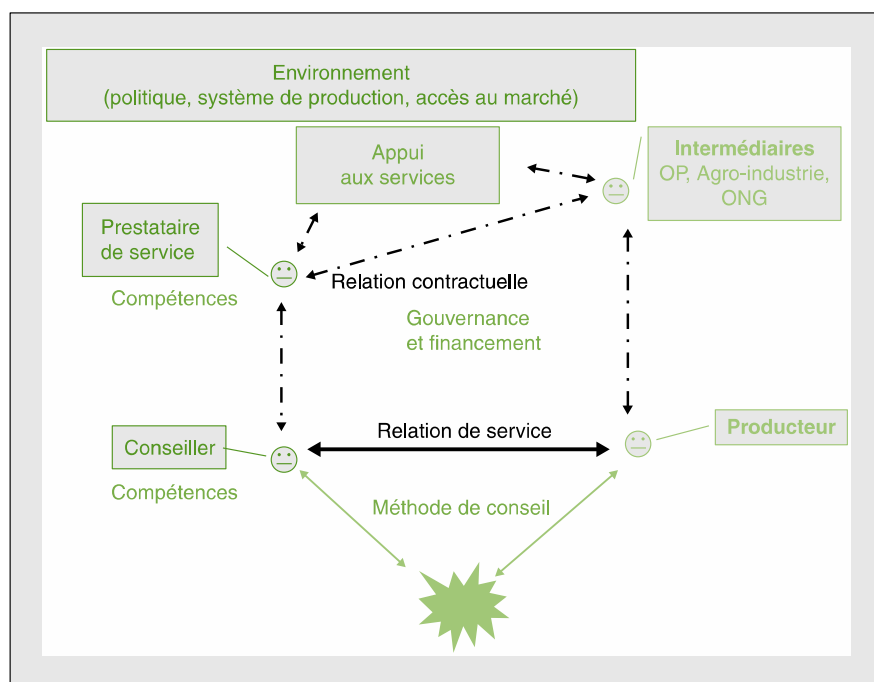 Environnement
(politique, système de production, accès au marché)
Appui
aux services
Intermédiaires
OP, Agro-industrie,
ONG
Prestataire
de service
Compétences
Relation contractuelle
Gouvernance
et financement
Relation de service
Producteur
Conseiller
Compétences
Méthode de conseil